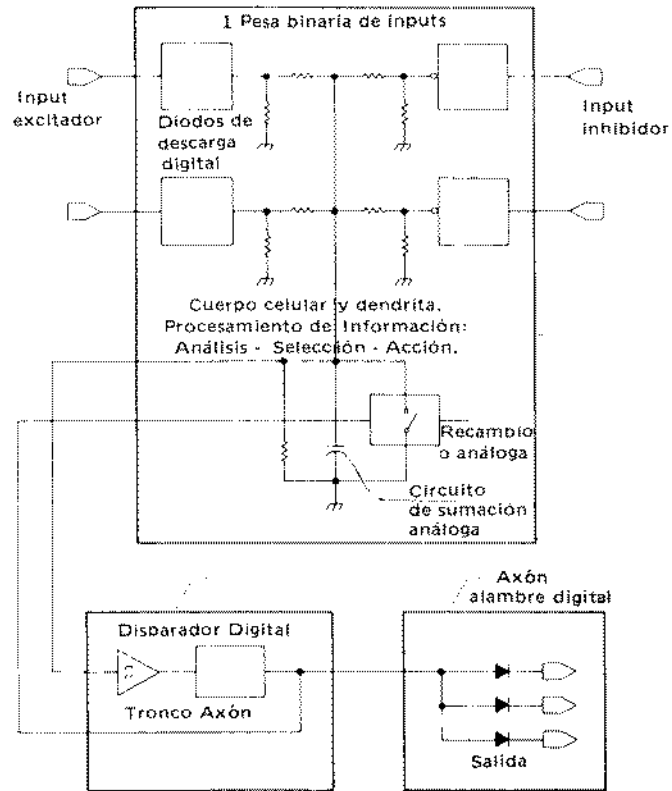 1 Pesa binaria de inputs
Input
excitador
Input
inhibidor
Diodos de
descarga
digital
Cuerpo celular y dendrita.
Procesamiento de Información:
Análisis - Selección - Acción.
Recambio
o análoga
Circuito
de sumación
análoga
Axón
alambre digital
Disparador Digital
Tronco Axón
Salida